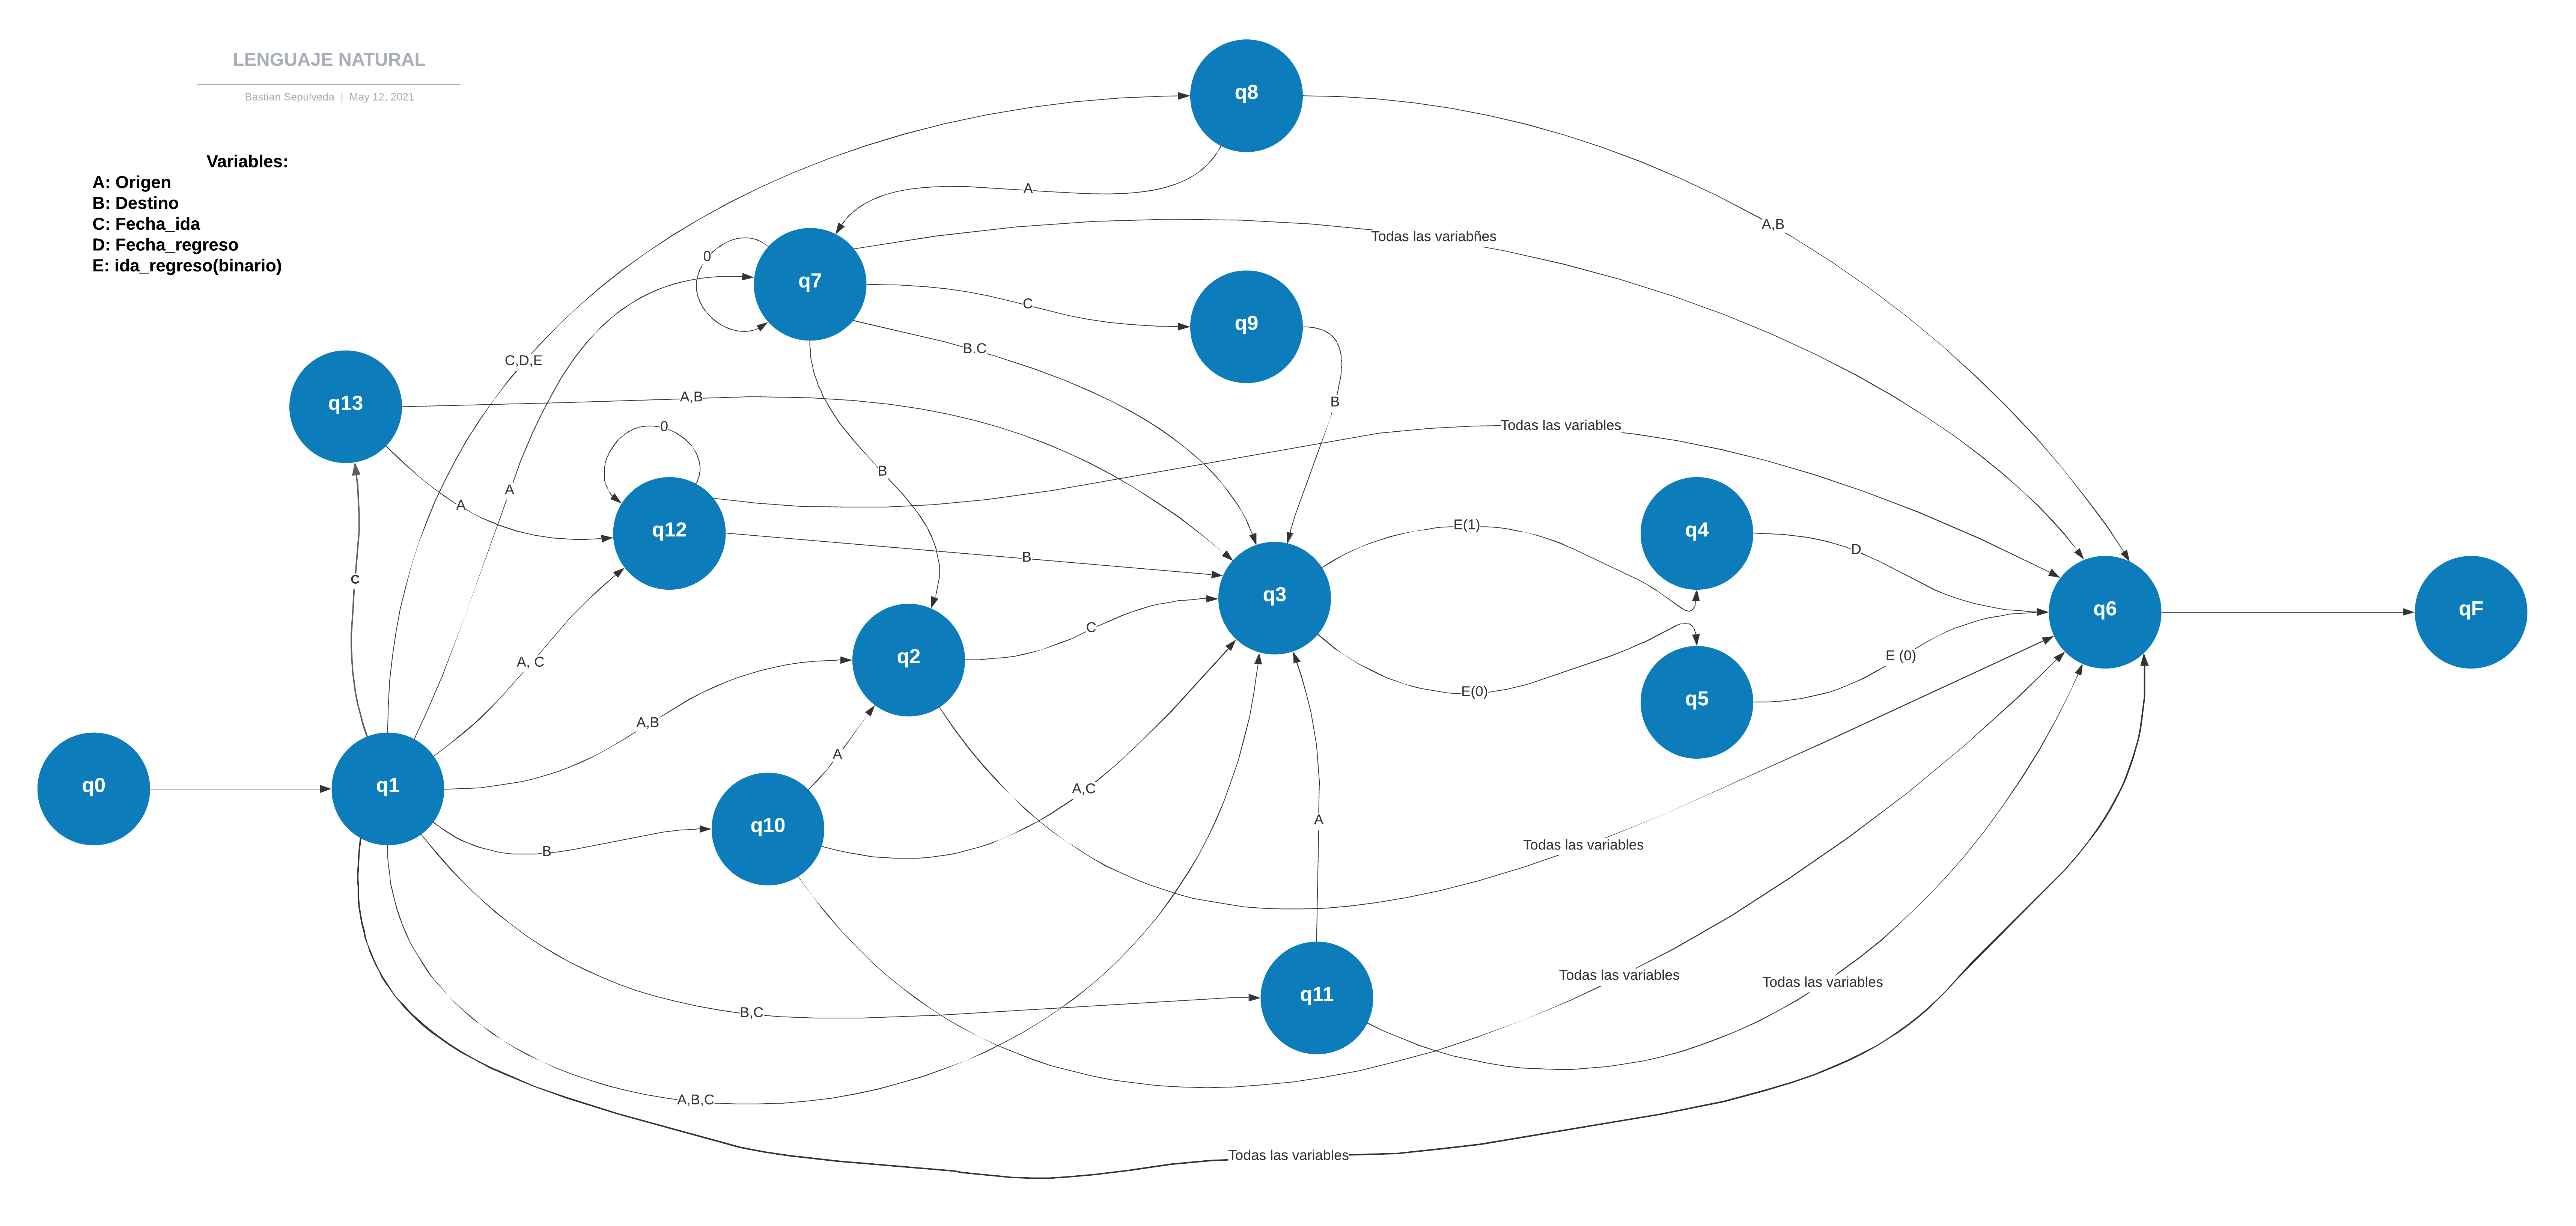 LENGUAJE NATURAL
Bastian Sepulveda | May 12, 2021
Variables:
A: Origen
B: Destino
C: Fecha_ida
D: Fecha_regreso
E: ida_regreso(binario)
q8
A
A,B
Todas las variabñes
0
q7
C
q9
B.C
C,D,E
q13
A,B
B
0
Todas las variables
B
A
A
q12
E(1)
q4
D
B
C
q3
q6
qF
C
A, C
q2
E (0)
E(0)
q5
A,B
A
q0
q1
A,C
A
q10
B
Todas las variables
Todas las variables
Todas las variables
q11
B,C
A,B,C
Todas las variables